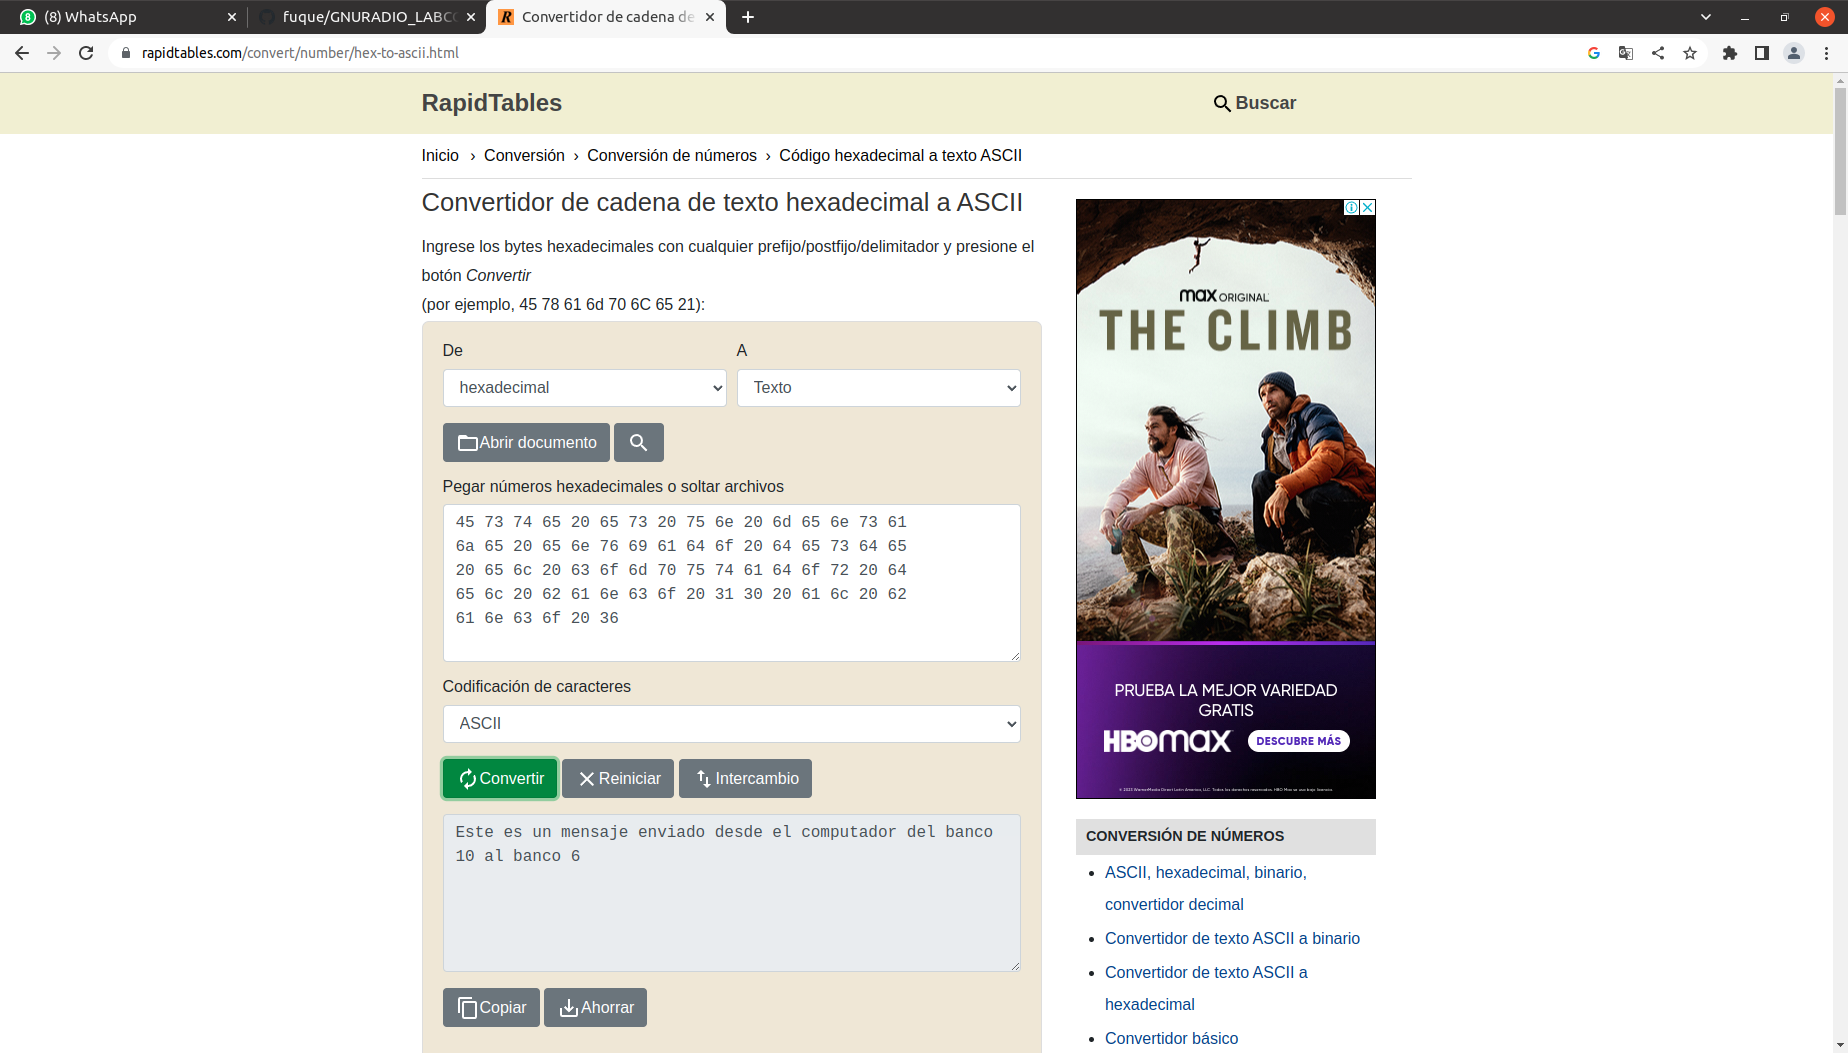 (8) WhatsApp
fuque/GNURADIO_LABC
Convertidor de cadena de
rapidtables.com/convert/number/hex-to-ascii.html
RapidTables
Buscar
Inicio › Conversión › Conversión de números › Código hexadecimal a texto ASCII
Convertidor de cadena de texto hexadecimal a ASCII
Ingrese los bytes hexadecimales con cualquier prefijo/postfijo/delimitador y presione el
botón Convertir
(por ejemplo, 45 78 61 6d 70 6C 65 21):
De
A
hexadecimal
Texto
Abrir documento
Pegar números hexadecimales o soltar archivos
45 73 74 65 20 65 73 20 75 6e 20 6d 65 6e 73 61
6a 65 20 65 6e 76 69 61 64 6f 20 64 65 73 64 65
20 65 6c 20 63 6f 6d 70 75 74 61 64 6f 72 20 64
65 6c 20 62 61 6e 63 6f 20 31 30 20 61 6c 20 62
61 6e 63 6f 20 36
Codificación de caracteres
ASCII
Convertir
Reiniciar
Intercambio
Este es un mensaje enviado desde el computador del banco
10 al banco 6
Copiar
Ahorrar
max ORIGINAL
THE CLIMB
PRUEBA LA MEJOR VARIEDAD
GRATIS
HBOMAX
DESCUBRE MÁS
CONVERSIÓN DE NÚMEROS
• ASCII, hexadecimal, binario,
convertidor decimal
• Convertidor de texto ASCII a binario
• Convertidor de texto ASCII a
hexadecimal
• Convertidor básico